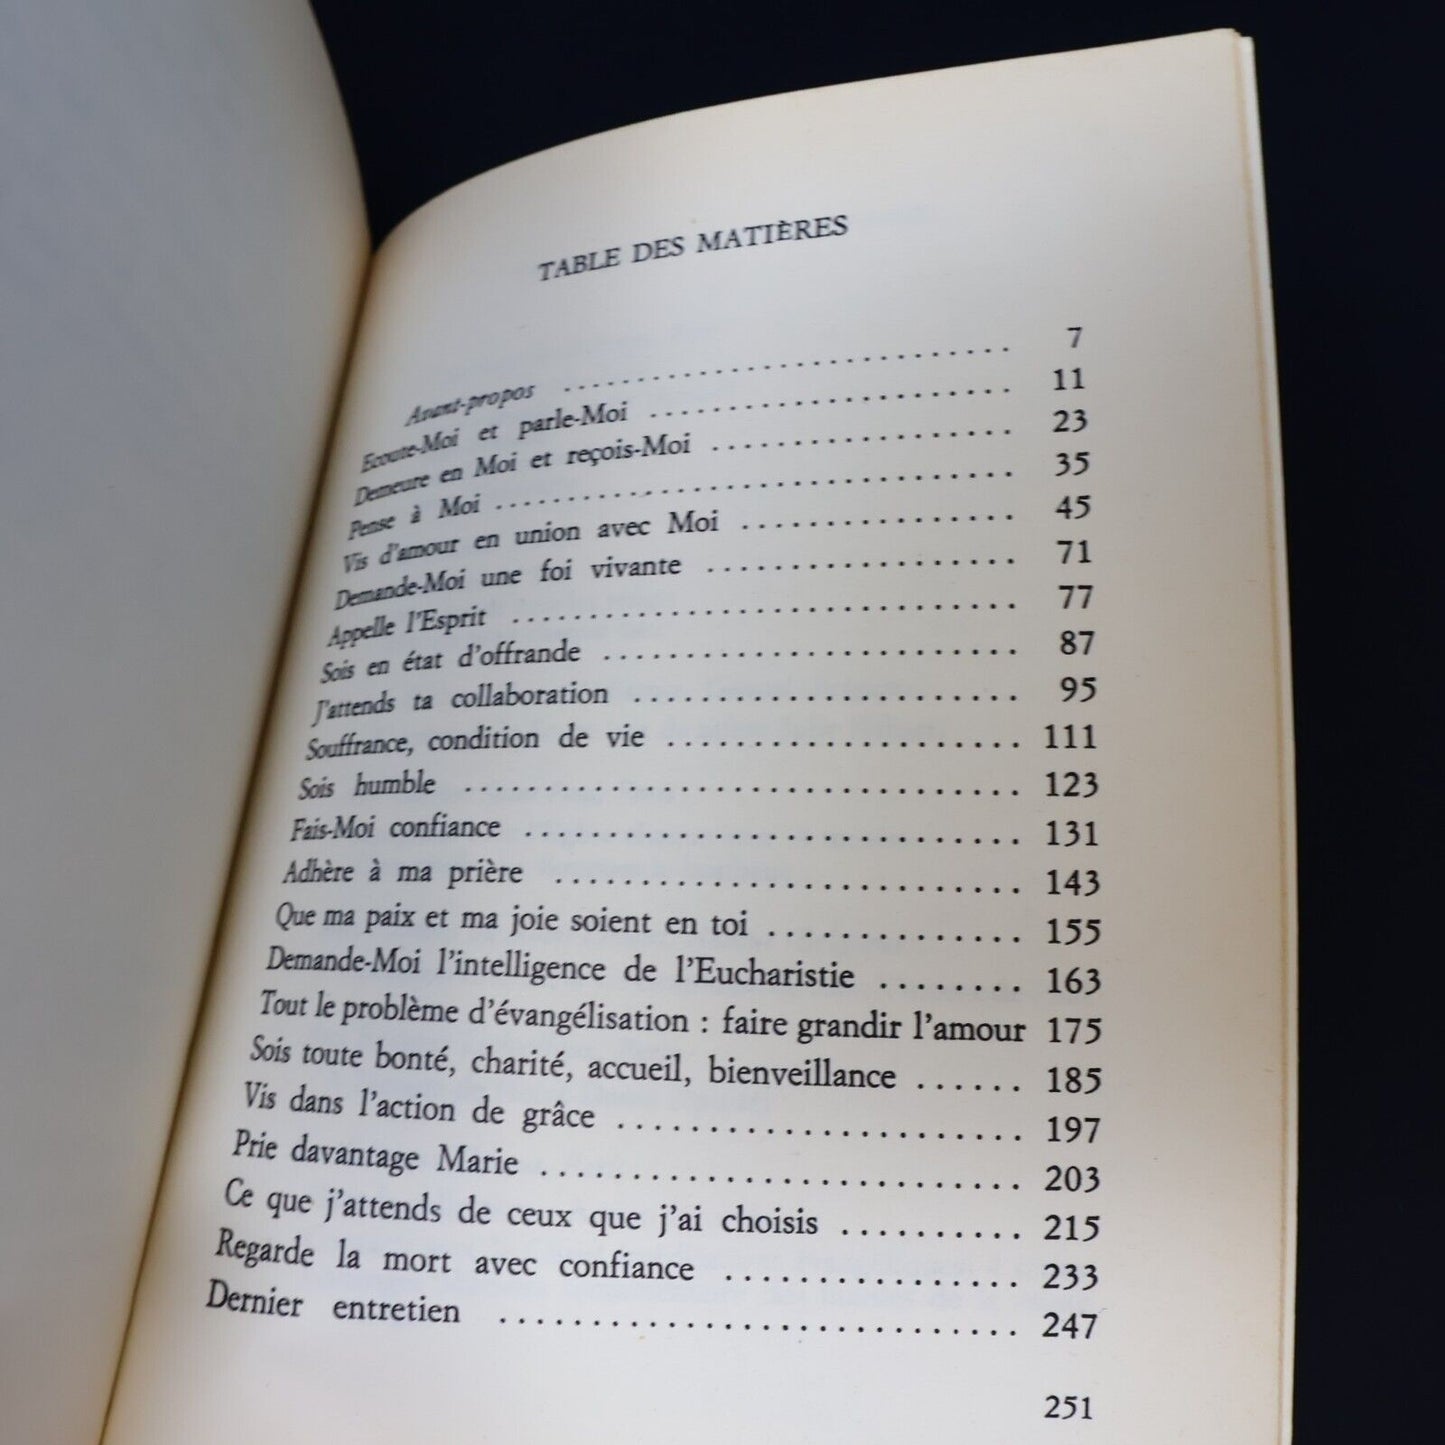 TABLE DES MATIÈRES
Avant-propos .............................. 7
Ecoute-Moi et parle-Moi ......................... 11
Demeure en Moi et reçois-Moi ..................... 23
Pense à Moi .................................... 35
Vis d'amour en union avec Moi ................... 45
Demande-Moi une foi vivante ..................... 71
Appelle l'Esprit ................................ 77
Sois en état d'offrande ......................... 87
J'attends ta collaboration ....................... 95
Souffrance, condition de vie ..................... 111
Sois humble .................................. 123
Fais-Moi confiance ............................. 131
Adhère à ma prière ............................ 143
Que ma paix et ma joie soient en toi .............. 155
Demande-Moi l'intelligence de l'Eucharistie ........ 163
Tout le problème d'évangélisation : faire grandir l'amour 175
Sois toute bonté, charité, accueil, bienveillance ...... 185
Vis dans l'action de grâce ....................... 197
Prie davantage Marie ........................... 203
Ce que j'attends de ceux que j'ai choisis .......... 215
Regarde la mort avec confiance .................. 233
Dernier entretien .............................. 247
251